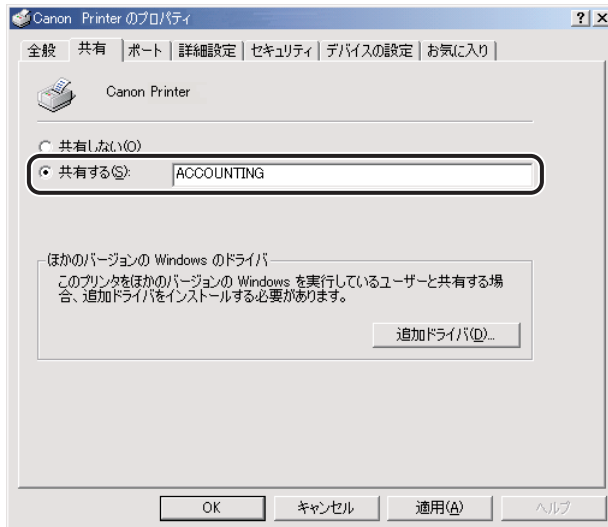 Canon Printer のプロパティ
全般 共有 ポート 詳細設定 セキュリティ デバイスの設定 お気に入り
Canon Printer
共有しない(O)
共有する(S): ACCOUNTING
ほかのバージョンの Windows のドライバ
このプリンタをほかのバージョンの Windows を実行しているユーザーと共有する場
合、追加ドライバをインストールする必要があります。
追加ドライバ(D)...
OK キャンセル 適用(A) ヘルプ